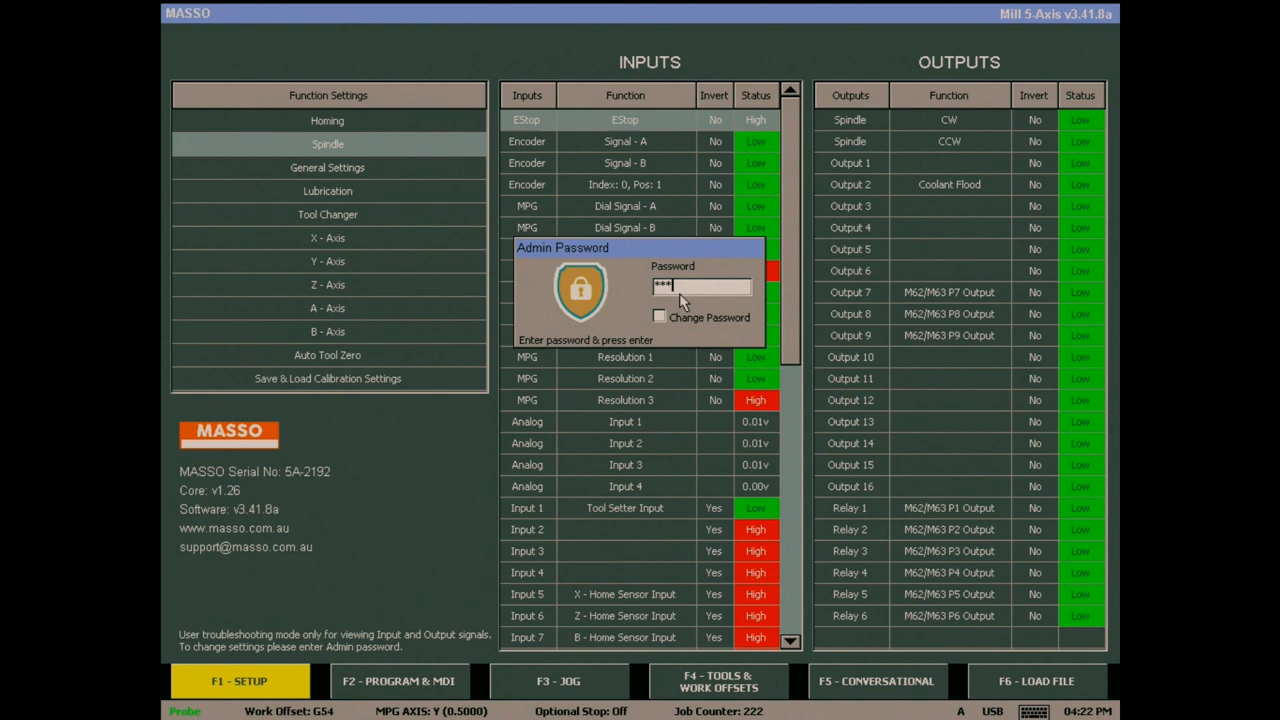 MASSO
Mill 5-Axis v3.41.8a
INPUTS
OUTPUTS
Function Settings
Homing
Spindle
General Settings
Lubrication
Tool Changer
X - Axis
Y - Axis
Z - Axis
A - Axis
B - Axis
Auto Tool Zero
Save & Load Calibration Settings
MASSO
MASSO Serial No: 5A-2192
Core: v1.26
Software: v3.41.8a
www.masso.com.au
support@masso.com.au
User troubleshooting mode only for viewing Input and Output signals.
To change settings please enter Admin password.
Inputs Function Invert Status
EStop EStop No High
Encoder Signal - A No Low
Encoder Signal - B No Low
Encoder Index: 0, Pos: 1 No Low
MPG Dial Signal - A No Low
MPG Dial Signal - B No Low
Admin Password
Password
***
Change Password
Enter password & press enter
MPG Resolution 1 No Low
MPG Resolution 2 No Low
MPG Resolution 3 No High
Analog Input 1 0.01v
Analog Input 2 0.01v
Analog Input 3 0.01v
Analog Input 4 0.00v
Input 1 Tool Setter Input Yes Low
Input 2 Yes High
Input 3 Yes High
Input 4 Yes High
Input 5 X - Home Sensor Input Yes High
Input 6 Z - Home Sensor Input Yes High
Input 7 B - Home Sensor Input Yes High
Outputs Function Invert Status
Spindle CW No Low
Spindle CCW No Low
Output 1 No Low
Output 2 Coolant Flood No Low
Output 3 No Low
Output 4 No Low
Output 5 No Low
Output 6 No Low
Output 7 M62/M63 P7 Output No Low
Output 8 M62/M63 P8 Output No Low
Output 9 M62/M63 P9 Output No Low
Output 10 No Low
Output 11 No Low
Output 12 No Low
Output 13 No Low
Output 14 No Low
Output 15 No Low
Output 16 No Low
Relay 1 M62/M63 P1 Output No Low
Relay 2 M62/M63 P2 Output No Low
Relay 3 M62/M63 P3 Output No Low
Relay 4 M62/M63 P4 Output No Low
Relay 5 M62/M63 P5 Output No Low
Relay 6 M62/M63 P6 Output No Low
F1 - SETUP
F2 - PROGRAM & MDI
F3 - JOG
F4 - TOOLS &
WORK OFFSETS
F5 - CONVERSATIONAL
F6 - LOAD FILE
Probe Work Offset: G54 MPG AXIS: Y (0.5000) Optional Stop: Off Job Counter: 222 A USB 04:22 PM